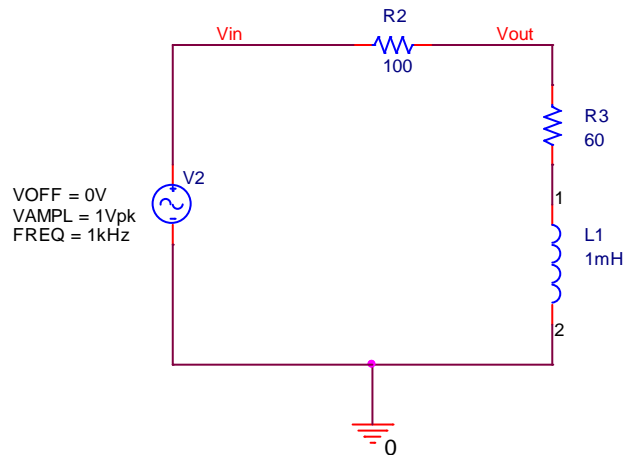 R2
Vin
Vout
100
R3
60
V2
VOFF = 0V
VAMPL = 1Vpk
FREQ = 1kHz
1
L1
1mH
2
0